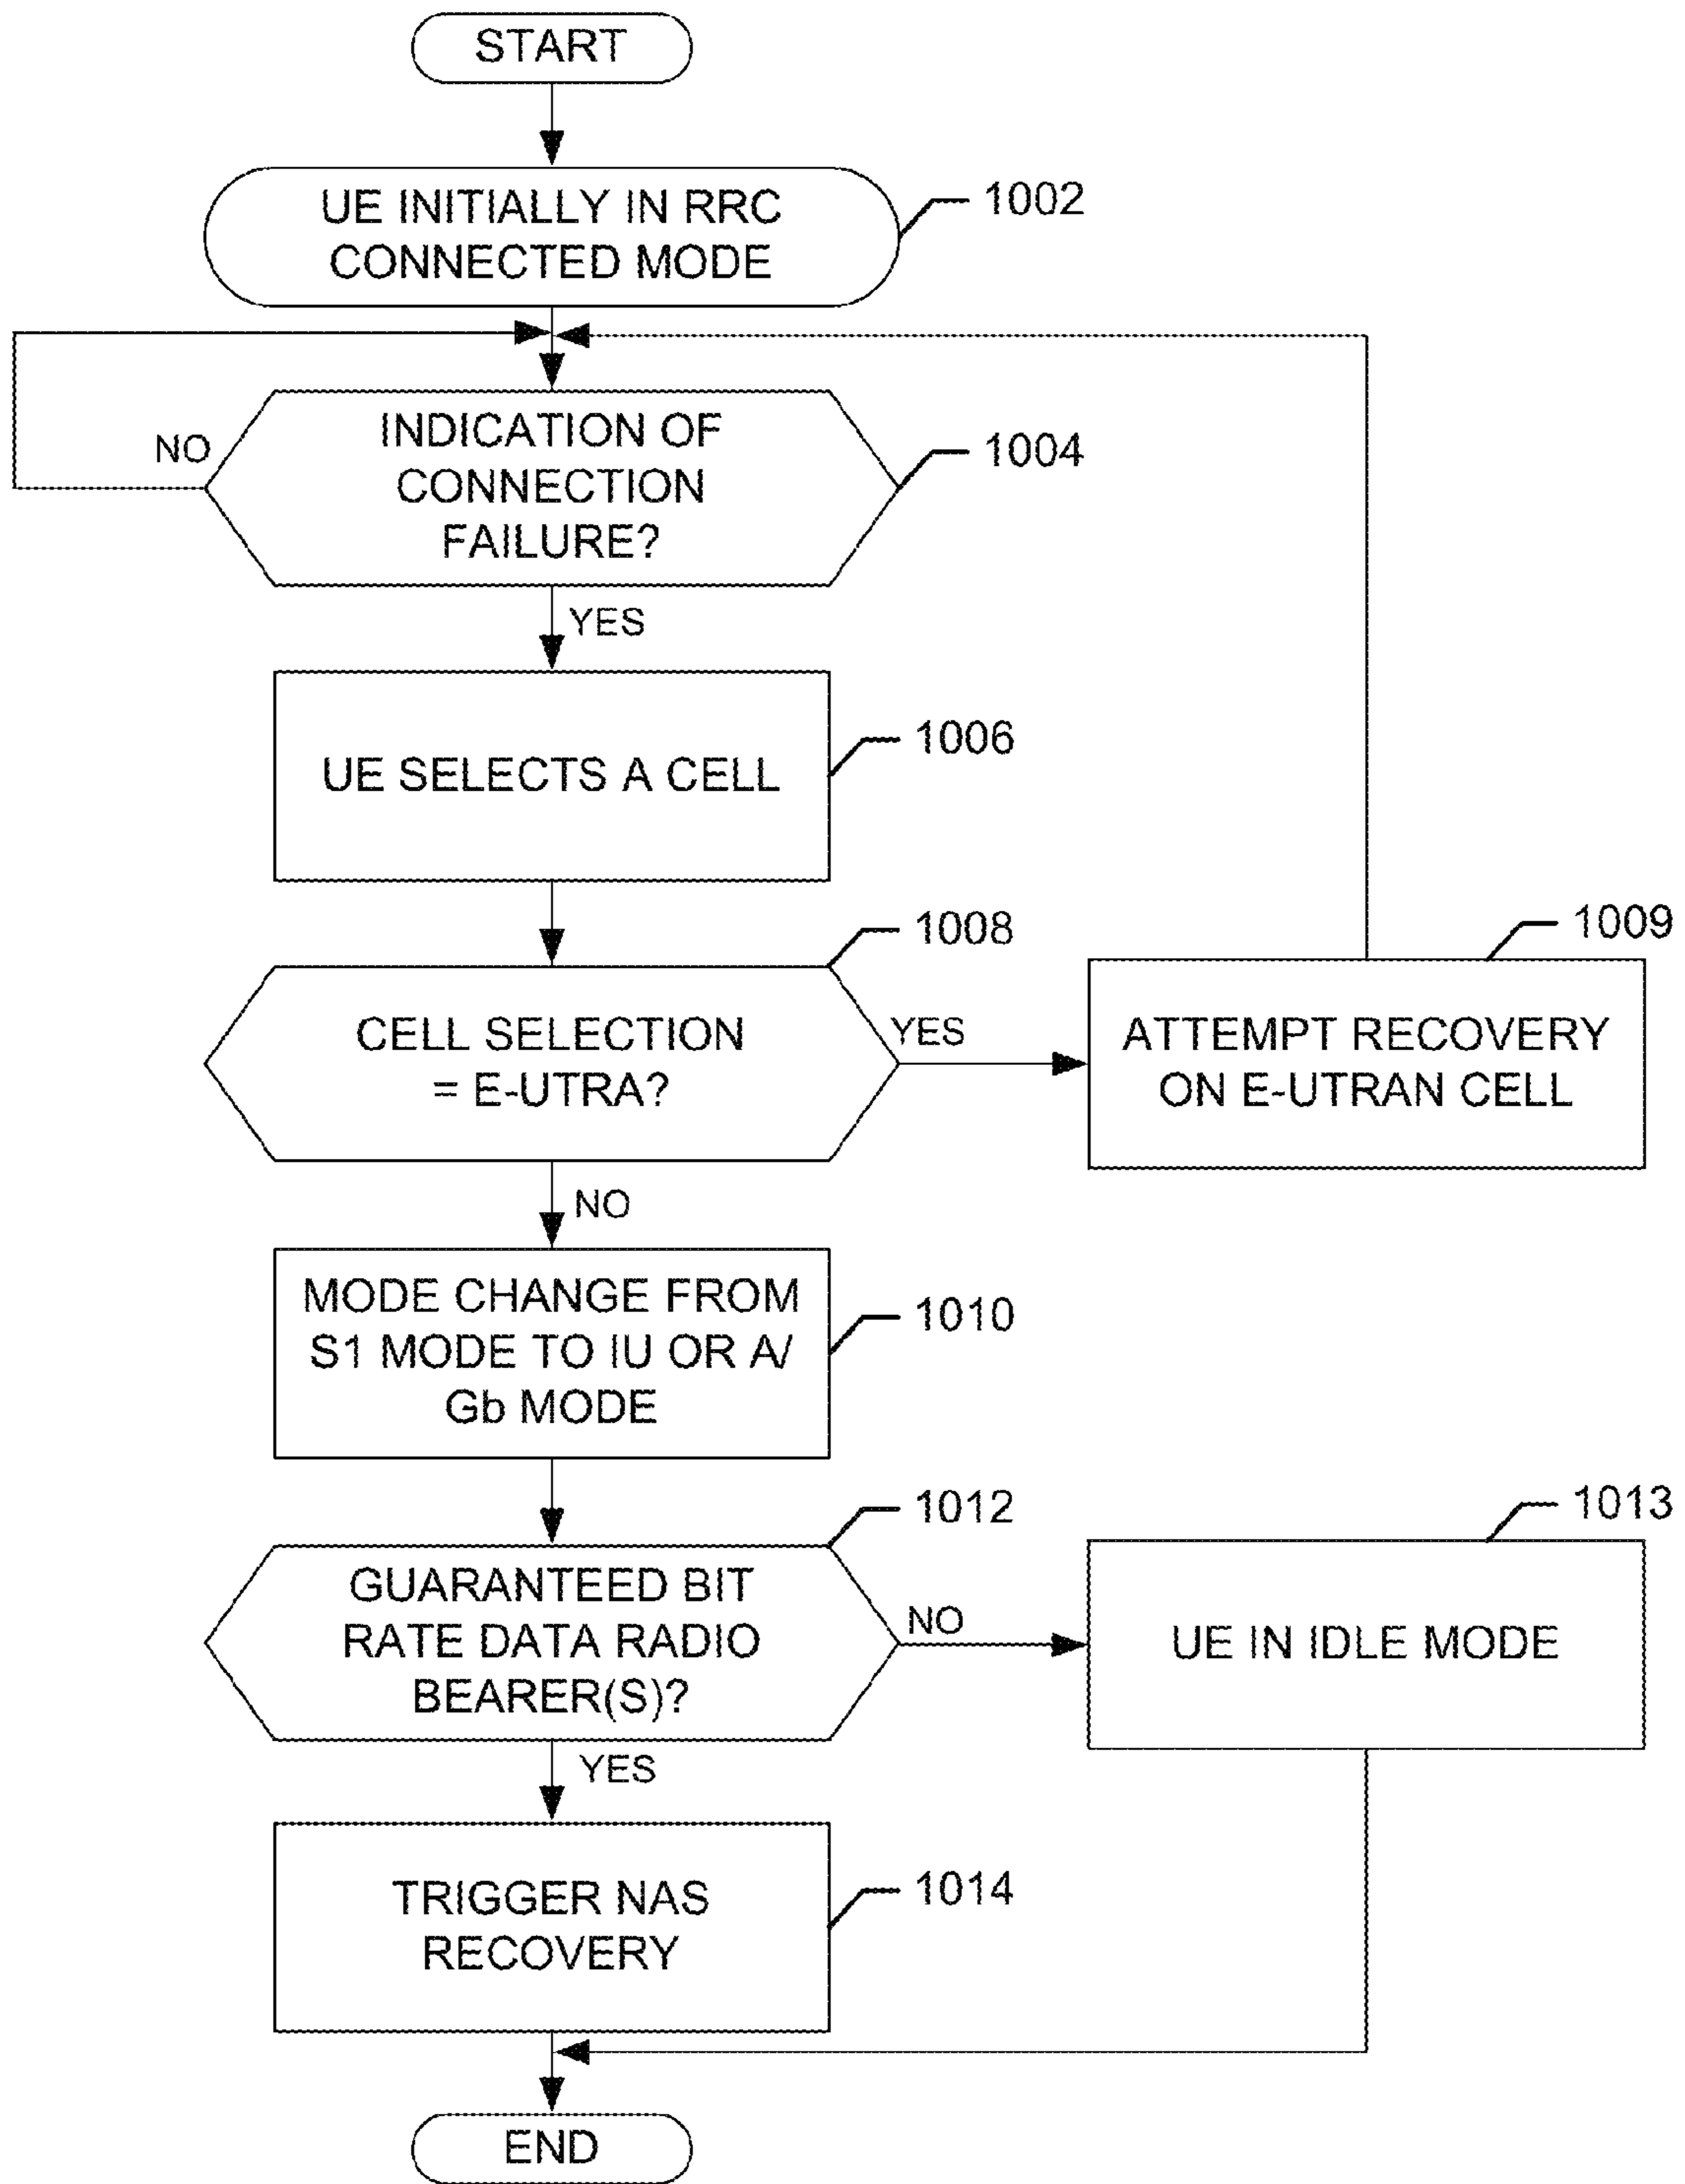 START
UE INITIALLY IN RRC
CONNECTED MODE
1002
INDICATION OF
CONNECTION
FAILURE?
1004
NO
YES
UE SELECTS A CELL
1006
1008
CELL SELECTION
= E-UTRA?
YES
1009
ATTEMPT RECOVERY
ON E-UTRAN CELL
NO
MODE CHANGE FROM
S1 MODE TO IU OR A/
Gb MODE
1010
1012
GUARANTEED BIT
RATE DATA RADIO
BEARER(S)?
NO
1013
UE IN IDLE MODE
YES
TRIGGER NAS
RECOVERY
1014
END